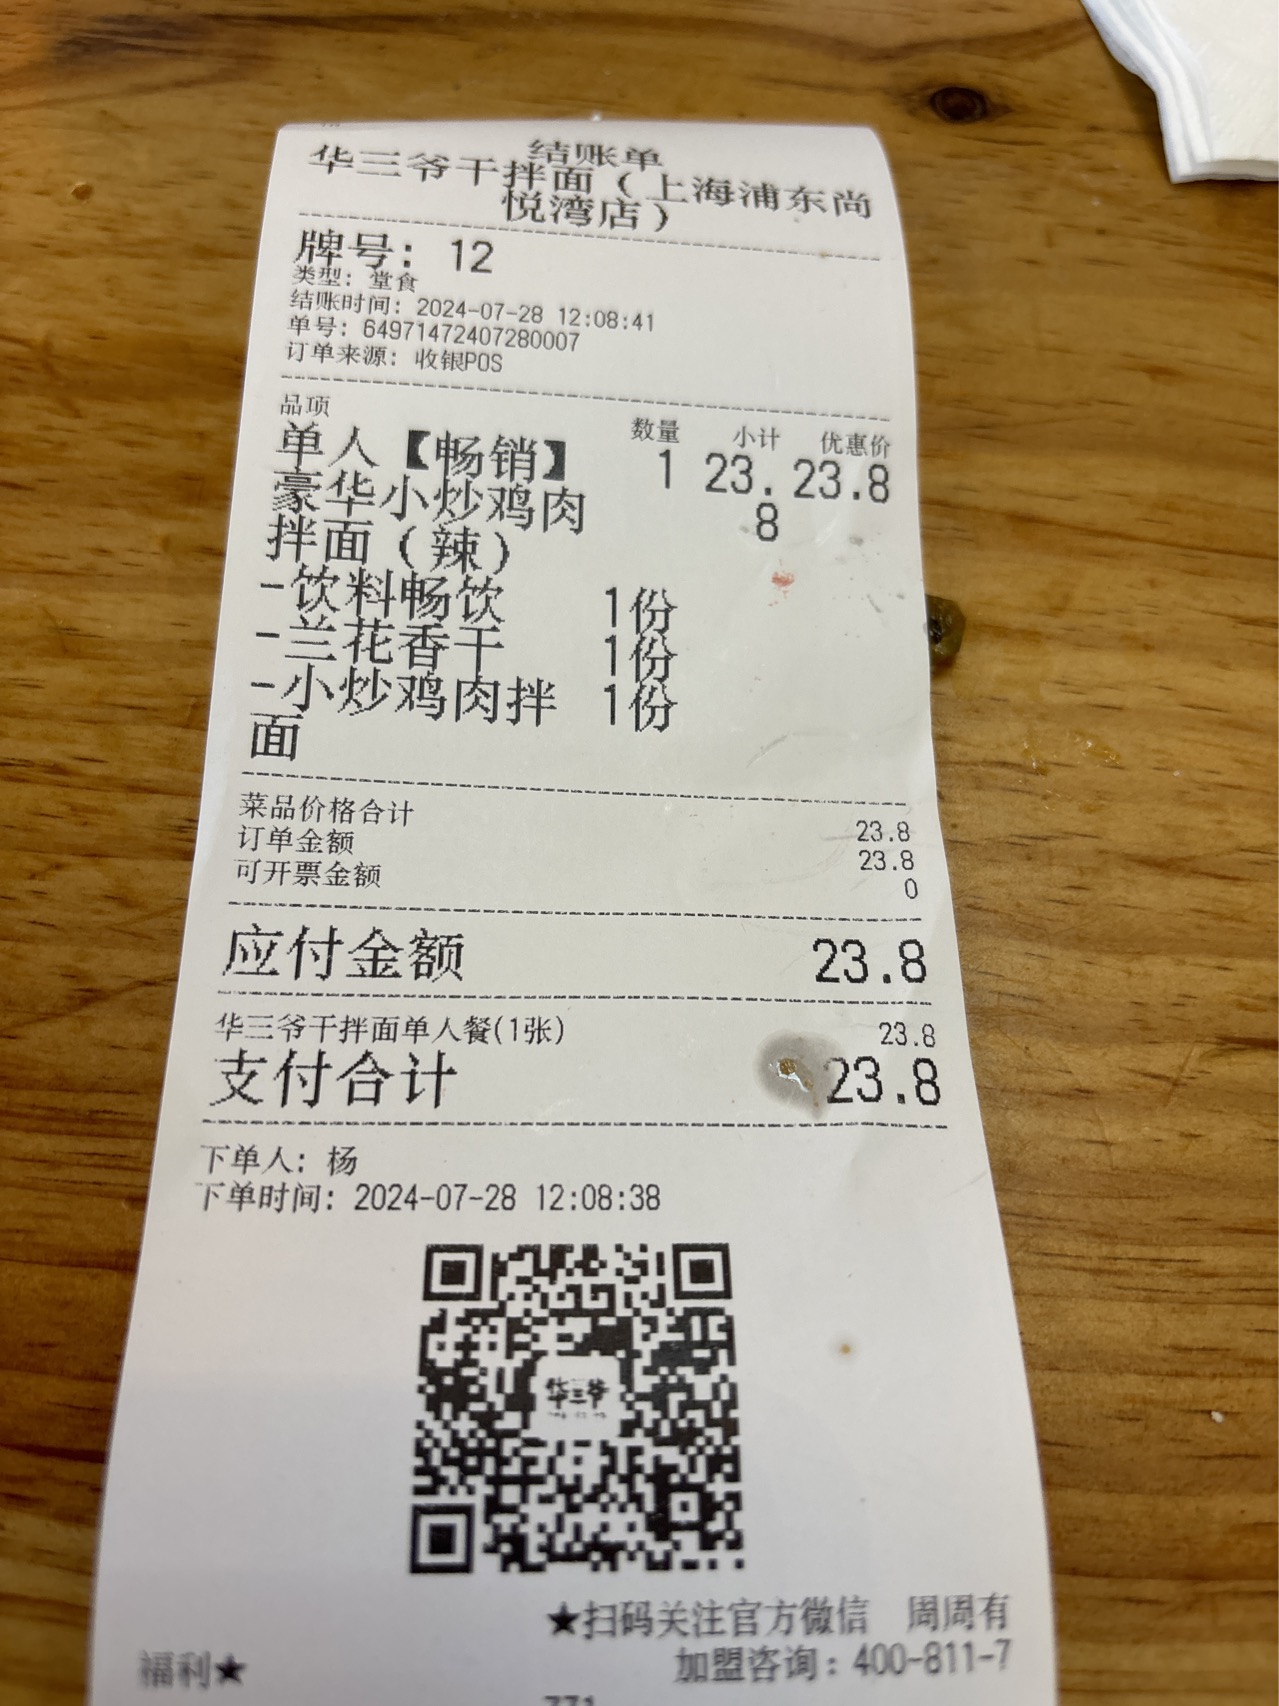 结账单
华三爷干拌面(上海浦东尚
悦湾店)
牌号: 12
类型: 堂食
结账时间: 2024-07-28 12:08:41
单号: 64971472407280007
订单来源: 收银POS
品项 数量 小计 优惠价
单人【畅销】 1 23. 23.8
豪华小炒鸡肉 8
拌面(辣)
-饮料畅饮 1份
-兰花香干 1份
-小炒鸡肉拌 1份
面
菜品价格合计 23.8
订单金额 23.8
可开票金额 0
应付金额 23.8
华三爷干拌面单人餐(1张) 23.8
支付合计 23.8
下单人: 杨
下单时间: 2024-07-28 12:08:38
华三爷
★扫码关注官方微信 周周有
福利★ 加盟咨询: 400-811-7
771